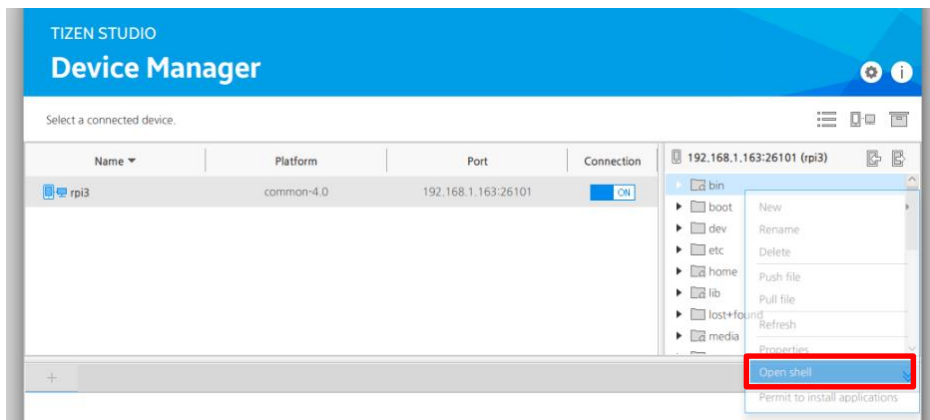 TIZEN STUDIO
Device Manager
Select a connected device.
Name Platform Port Connection
192.168.1.163:26101 (rpi3)
rpi3 common-4.0 192.168.1.163:26101 ON
bin
boot
dev
etc
home
lib
lost+found
media
New
Rename
Delete
Push file
Pull file
Refresh
Properties
Open shell
Permit to install applications